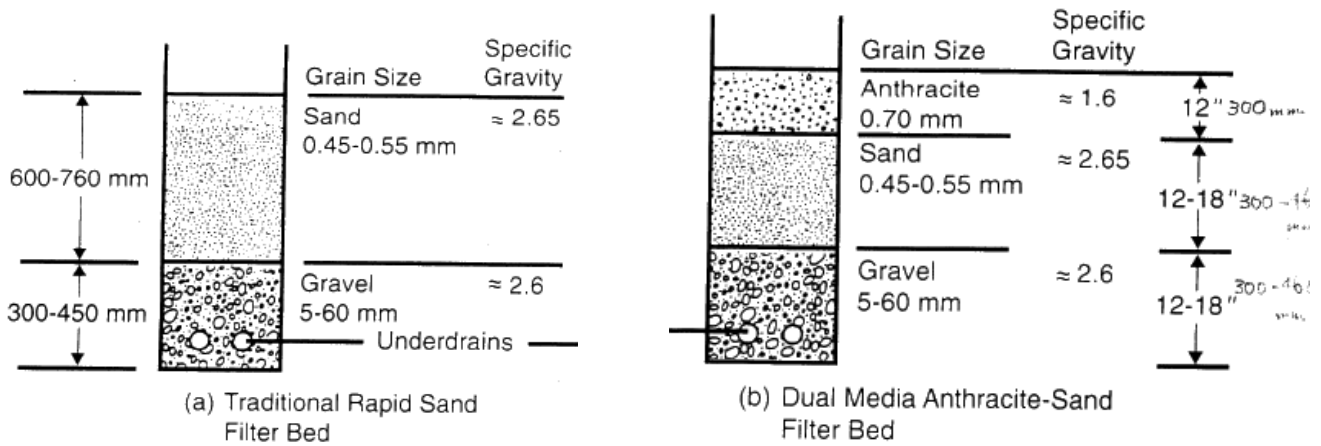 Specific
Grain Size Gravity
Sand ≈ 2.65
0.45-0.55 mm
600-760 mm
Gravel ≈ 2.6
5-60 mm
300-450 mm
Underdrains
(a) Traditional Rapid Sand
Filter Bed
Specific
Grain Size Gravity
Anthracite ≈ 1.6
0.70 mm
12" 300 mm
Sand ≈ 2.65
0.45-0.55 mm
12-18" 300
Gravel ≈ 2.6
5-60 mm
12-18" 300
(b) Dual Media Anthracite-Sand
Filter Bed